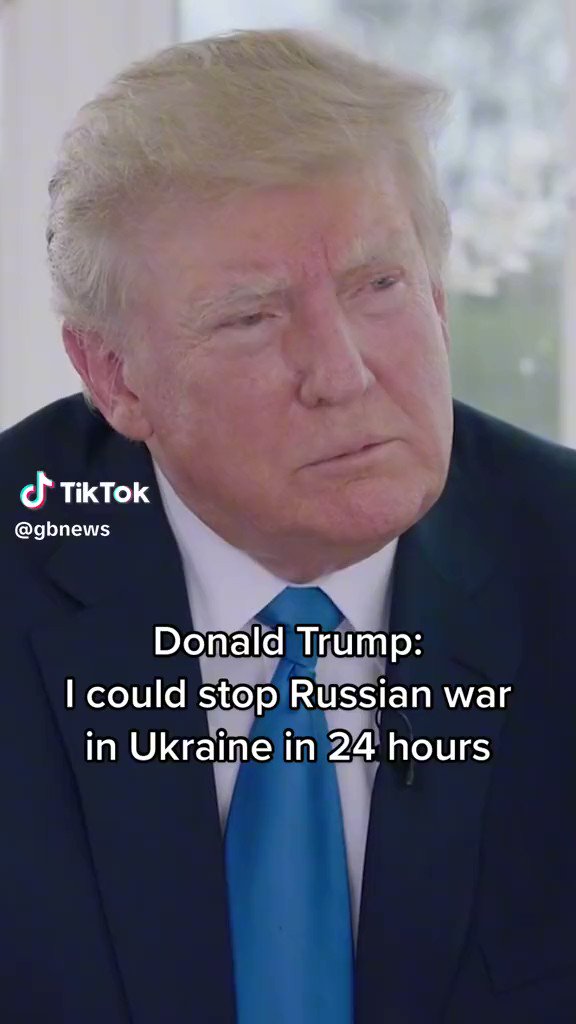 TikTok
@gbnews
Donald Trump:
I could stop Russian war
in Ukraine in 24 hours